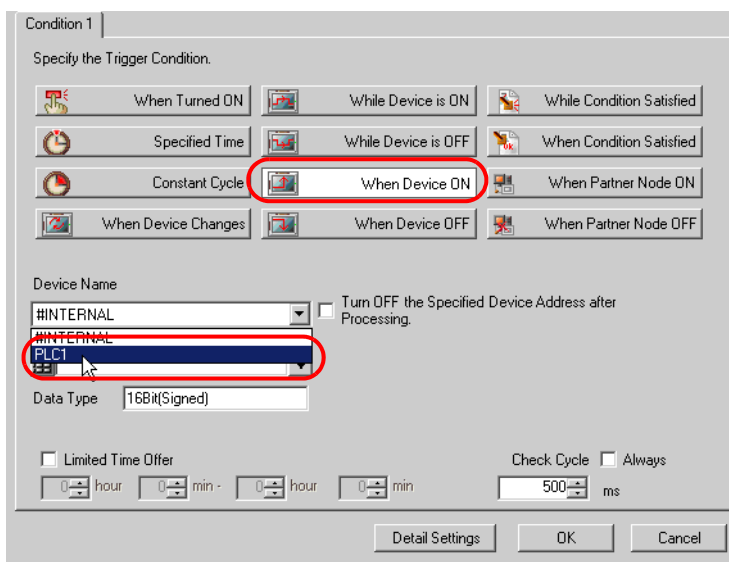 Condition 1
Specify the Trigger Condition.
When Turned ON
While Device is ON
While Condition Satisfied
Specified Time
While Device is OFF
When Condition Satisfied
Constant Cycle
When Device ON
When Partner Node ON
When Device Changes
When Device OFF
When Partner Node OFF
Device Name
#INTERNAL
Turn OFF the Specified Device Address after
Processing.
#INTERNAL
PLC1
Data Type 16Bit(Signed)
Limited Time Offer
Check Cycle Always
0 hour 0 min - 0 hour 0 min
500 ms
Detail Settings OK Cancel